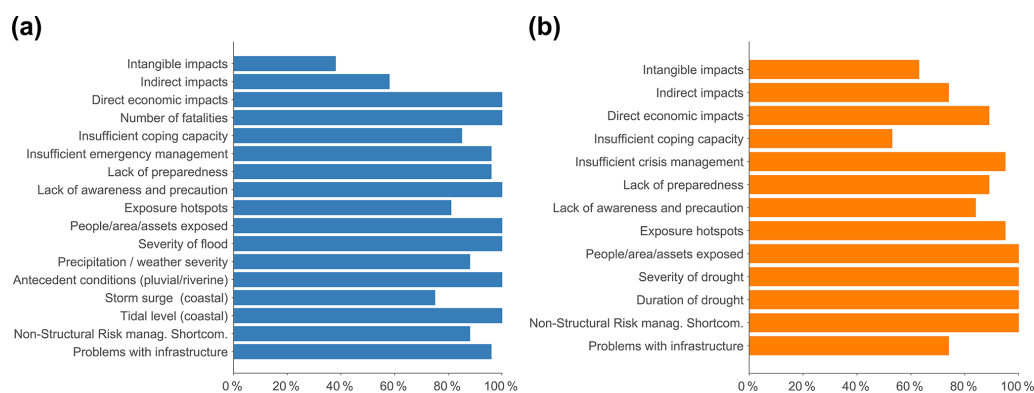 (a)
Intangible impacts
Indirect impacts
Direct economic impacts
Number of fatalities
Insufficient coping capacity
Insufficient emergency management
Lack of preparedness
Lack of awareness and precaution
Exposure hotspots
People/area/assets exposed
Severity of flood
Precipitation / weather severity
Antecedent conditions (pluvial/riverine)
Storm surge (coastal)
Tidal level (coastal)
Non-Structural Risk manag. Shortcom.
Problems with infrastructure
0 % 20 % 40 % 60 % 80 % 100 %
(b)
Intangible impacts
Indirect impacts
Direct economic impacts
Insufficient coping capacity
Insufficient crisis management
Lack of preparedness
Lack of awareness and precaution
Exposure hotspots
People/area/assets exposed
Severity of drought
Duration of drought
Non-Structural Risk manag. Shortcom.
Problems with infrastructure
0 % 20 % 40 % 60 % 80 % 100 %